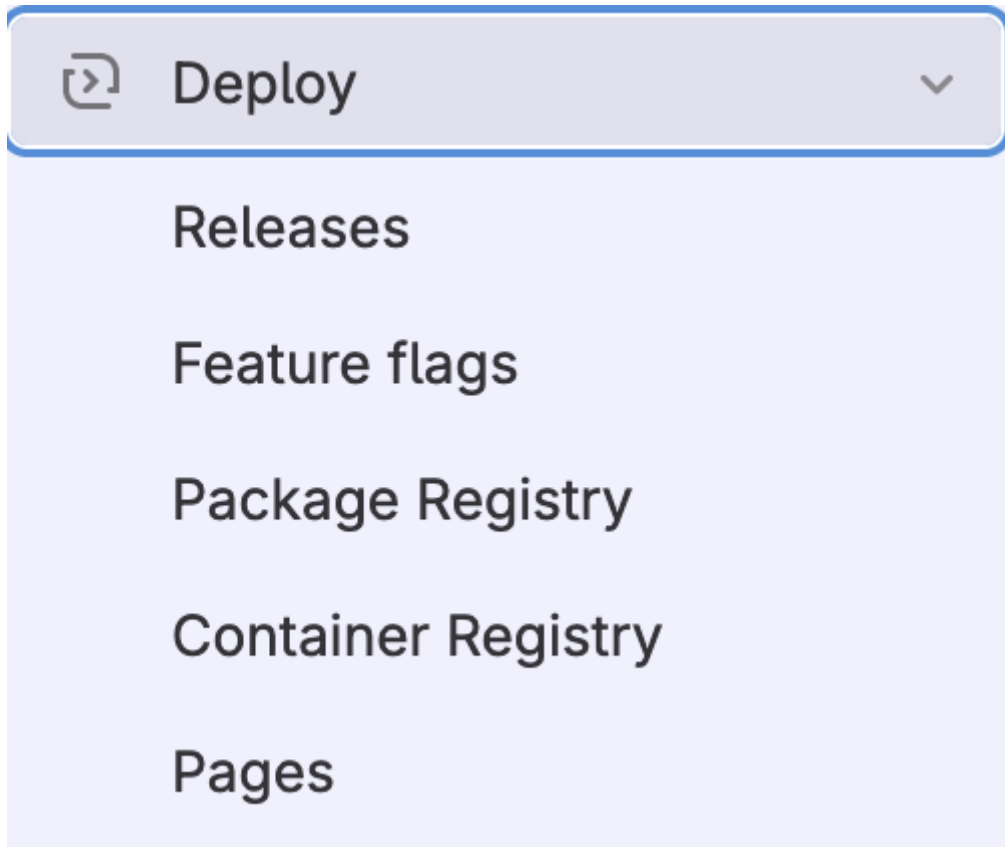 Deploy
Releases
Feature flags
Package Registry
Container Registry
Pages